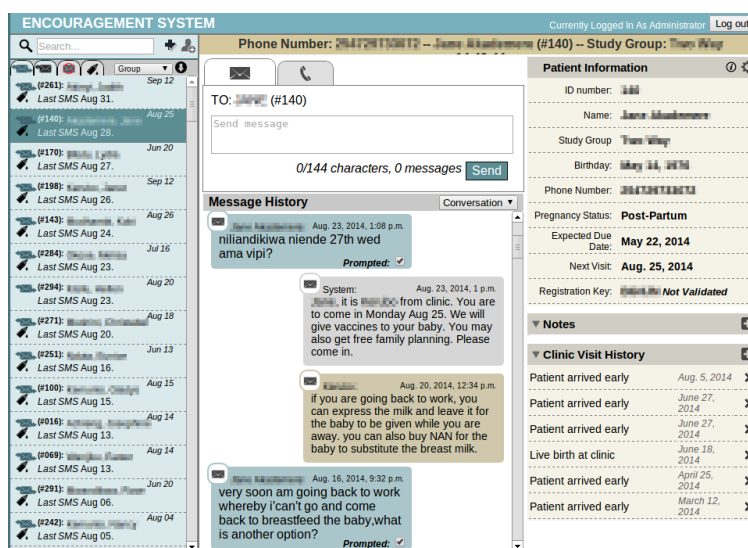 ENCOURAGEMENT SYSTEM
Currently Logged In As Administrator
Log out
Search...
Phone Number:
(#140) -- Study Group:
Group
(#261):
Sep 12
Last SMS Aug 31.
(#140):
Aug 25
Last SMS Aug 28.
(#170):
Jun 20
Last SMS Aug 27.
(#198):
Sep 12
Last SMS Aug 26.
(#143):
Aug 26
Last SMS Aug 24.
(#284):
Jul 16
Last SMS Aug 23.
(#294):
Aug 20
Last SMS Aug 23.
(#271):
Aug 18
Last SMS Aug 20.
(#251):
Jun 13
Last SMS Aug 16.
(#100):
Aug 15
Last SMS Aug 15.
(#016):
Aug 14
Last SMS Aug 13.
(#069):
Aug 14
Last SMS Aug 13.
(#291):
Jun 20
Last SMS Aug 06.
(#242):
Aug 04
Last SMS Aug 05.
TO: (#140)
Send message
0/144 characters, 0 messages
Send
Message History
Conversation
Aug. 23, 2014, 1:08 p.m.
niliandikiwa niende 27th wed
ama vipi?
Prompted:
System:
Aug. 23, 2014, 1 p.m.
, it is from clinic. You are
to come in Monday Aug 25. We will
give vaccines to your baby. You may
also get free family planning. Please
come in.
Aug. 20, 2014, 12:34 p.m.
if you are going back to work, you
can express the milk and leave it for
the baby to be given while you are
away. you can also buy NAN for the
baby to substitute the breast milk.
Aug. 16, 2014, 9:32 p.m.
very soon am going back to work
whereby i'can't go and come
back to breastfeed the baby,what
is another option?
Prompted:
Patient Information
ID number:
Name:
Study Group
Birthday:
Phone Number:
Pregnancy Status: Post-Partum
Expected Due
Date: May 22, 2014
Next Visit: Aug. 25, 2014
Registration Key: Not Validated
Notes
Clinic Visit History
Patient arrived early Aug. 5, 2014
Patient arrived early June 27,
2014
Patient arrived early June 27,
2014
Live birth at clinic June 18,
2014
Patient arrived early April 25,
2014
Patient arrived early March 12,
2014